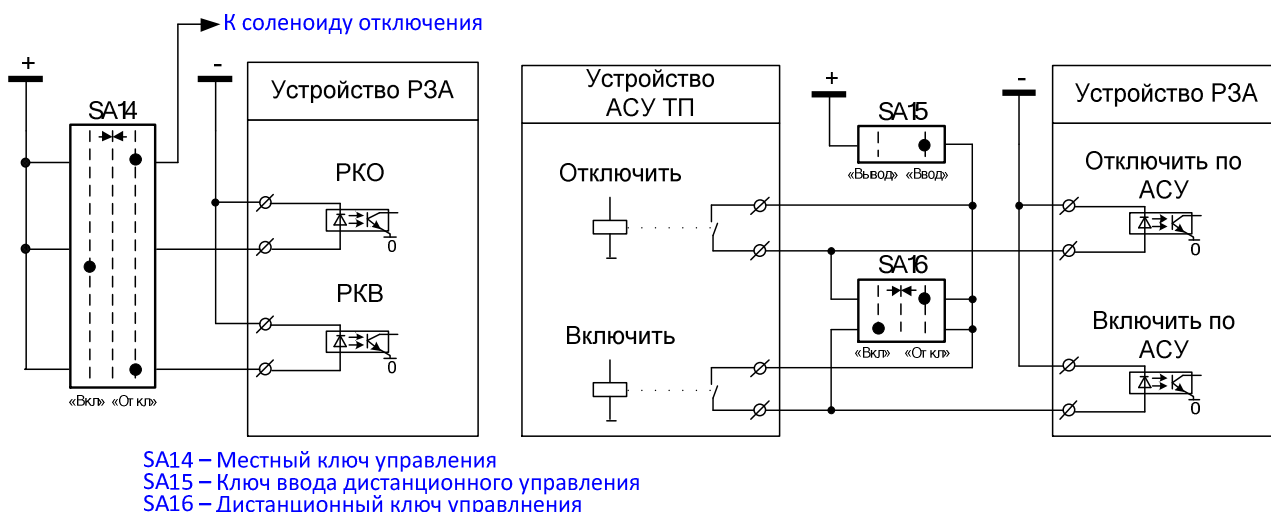 К соленоиду отключения
+
-
Устройство РЗА
SA14
РКО
0
РКВ
0
«Вкл» «Откл»
Устройство
АСУ ТП
+
SA15
«Вывод» «Ввод»
Отключить
SA16
«Вкл» «Откл»
Включить
-
Устройство РЗА
Отключить по
АСУ
0
Включить по
АСУ
0
SA14 – Местный ключ управления
SA15 – Ключ ввода дистанционного управления
SA16 – Дистанционный ключ управлнения